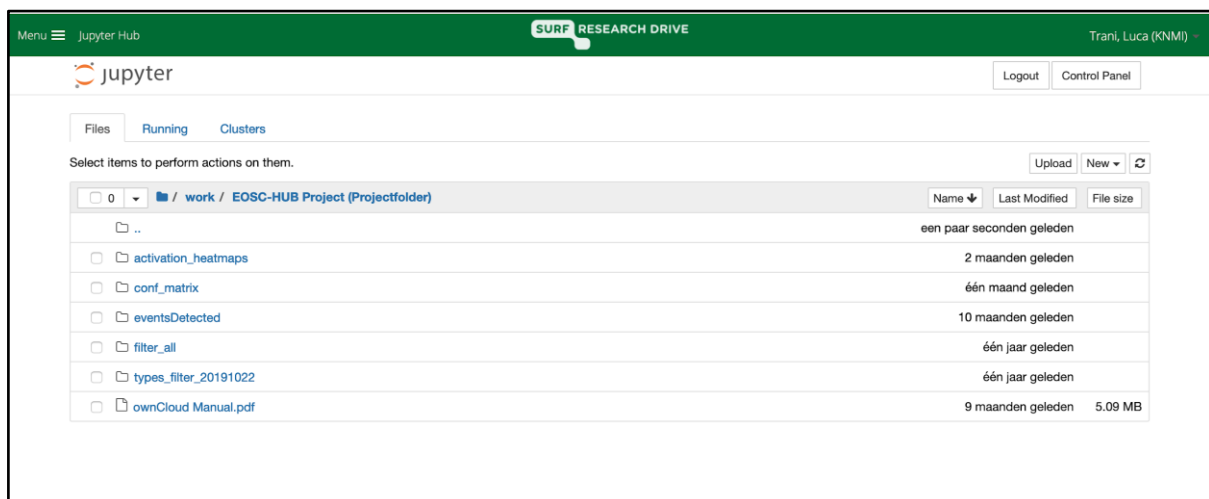 Menu Jupyter Hub SURF RESEARCH DRIVE Trani, Luca (KNMI)
jupyter Logout Control Panel
Files Running Clusters
Select items to perform actions on them. Upload New
0 / work / EOSC-HUB Project (Projectfolder) Name Last Modified File size
.. een paar seconden geleden
activation_heatmaps 2 maanden geleden
conf_matrix één maand geleden
eventsDetected 10 maanden geleden
filter_all één jaar geleden
types_filter_20191022 één jaar geleden
ownCloud Manual.pdf 9 maanden geleden 5.09 MB